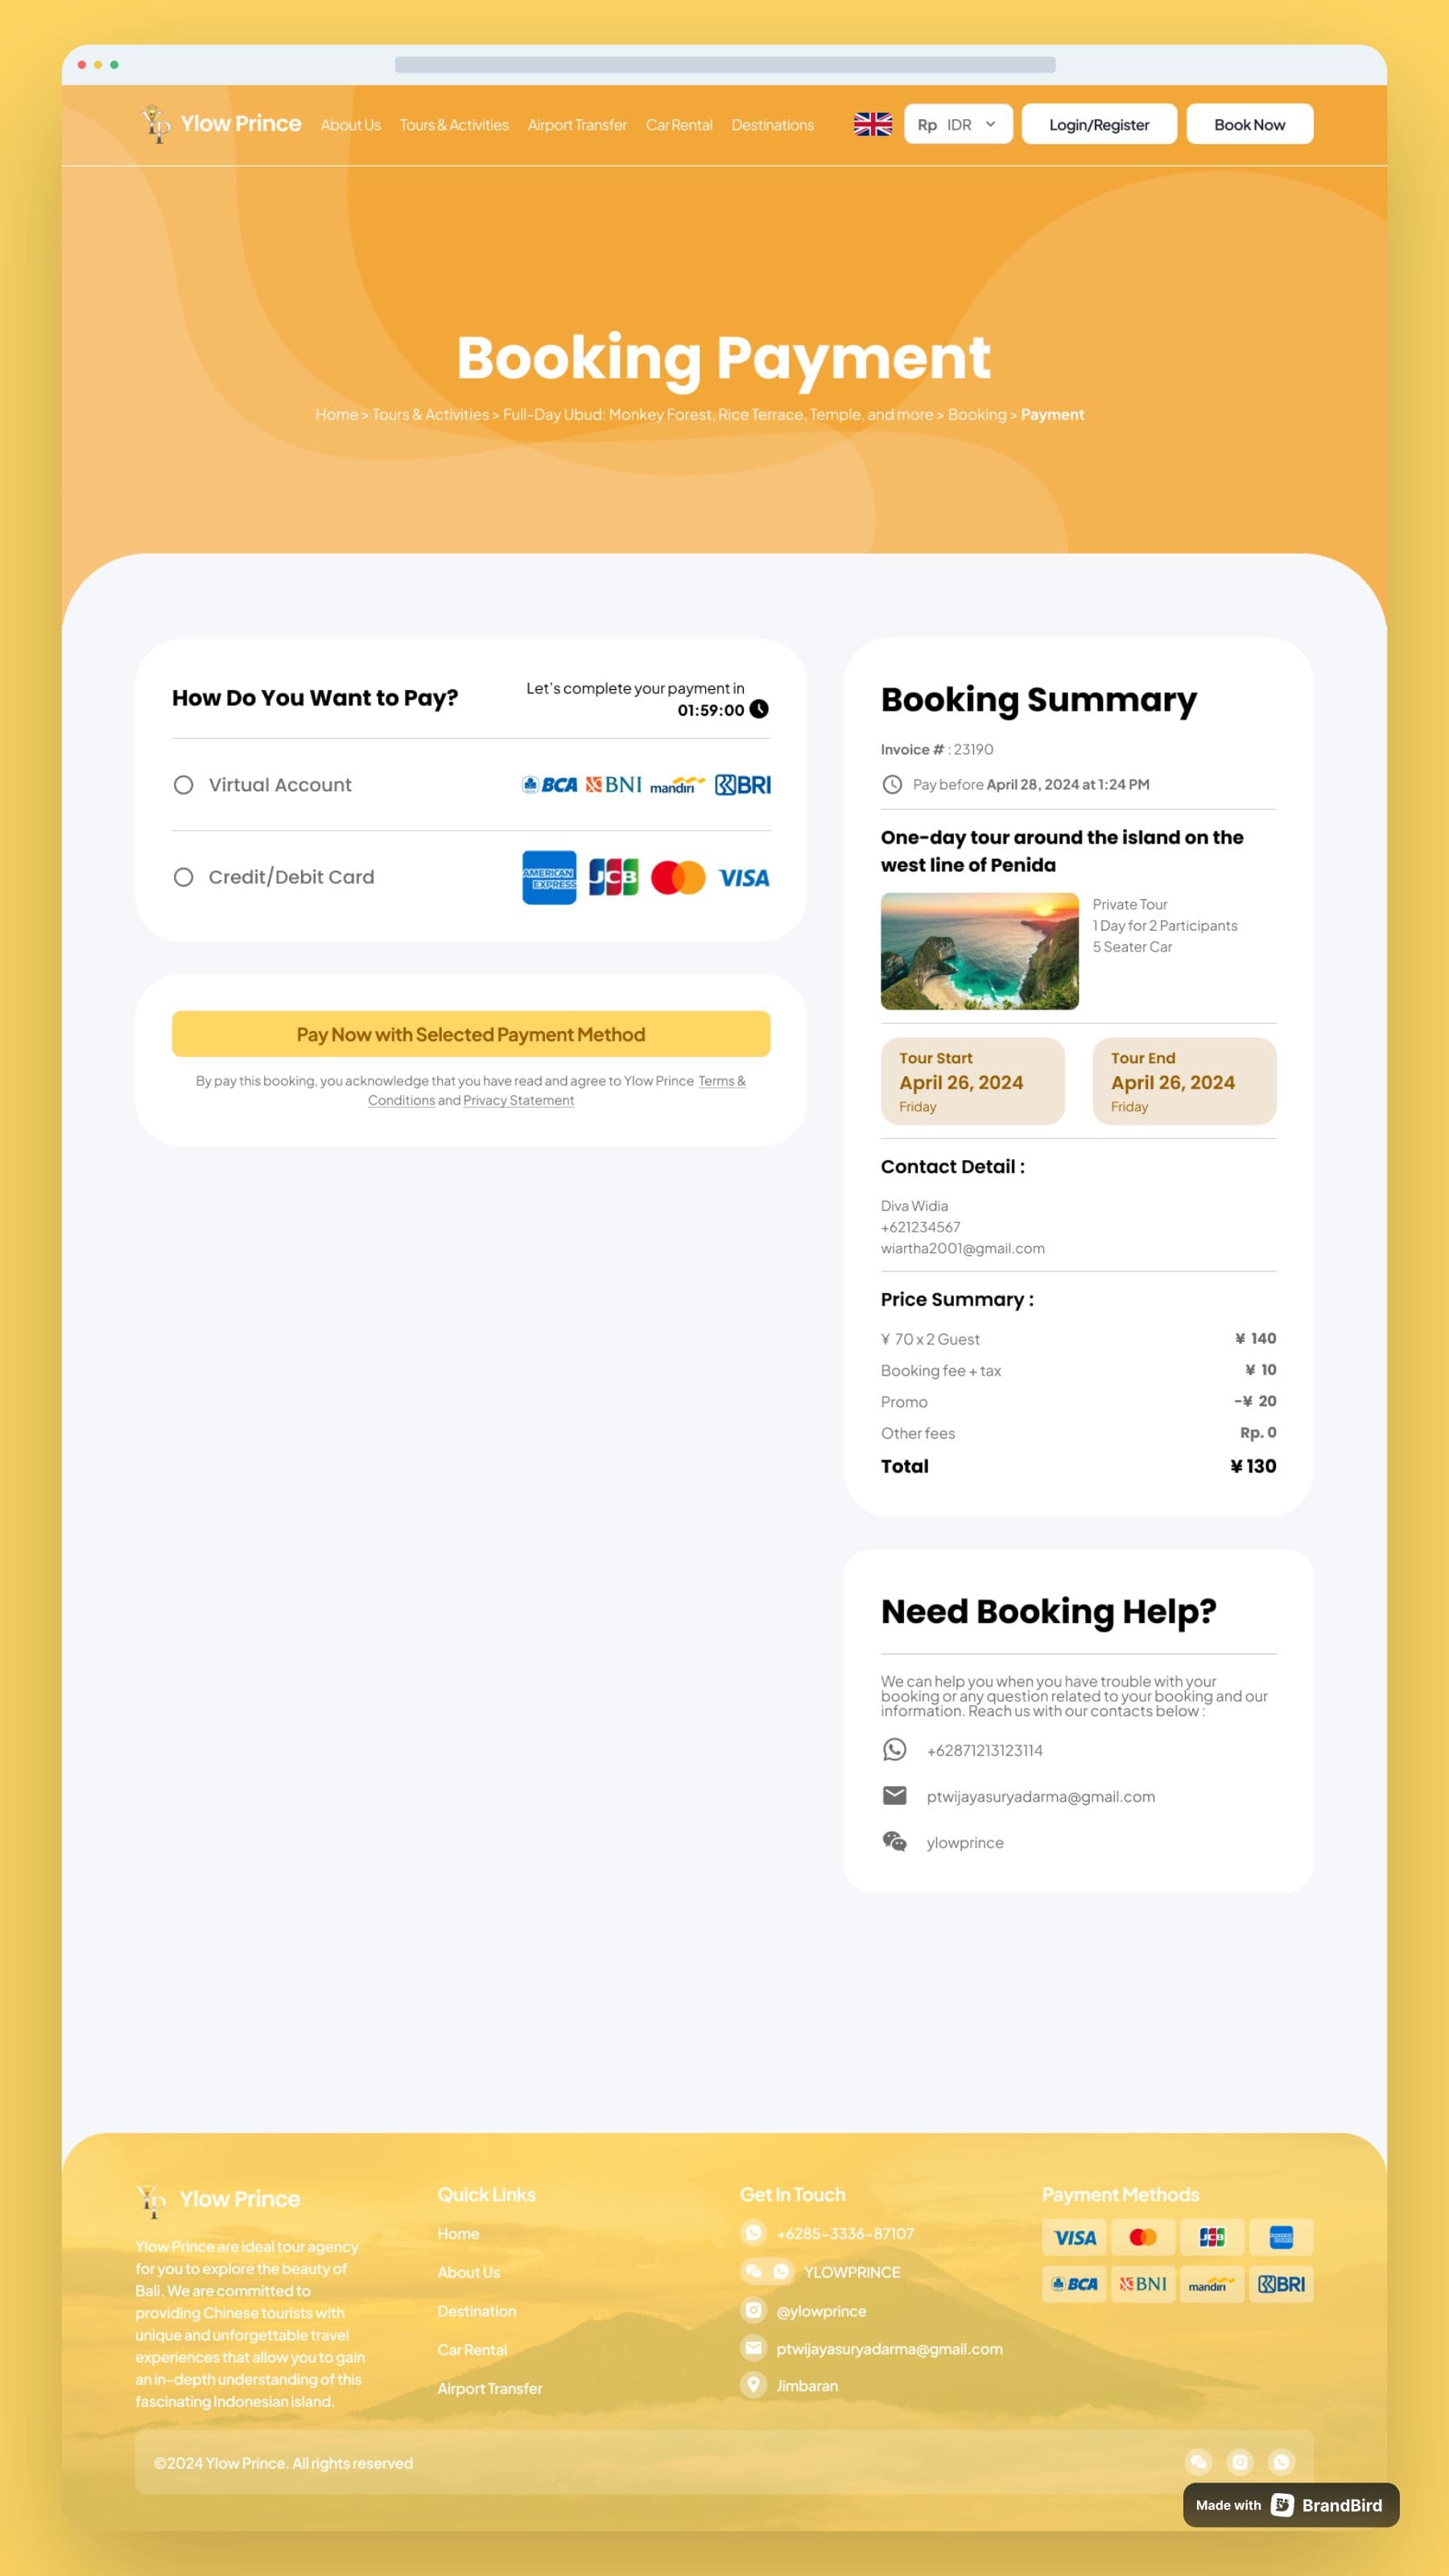 Ylow Prince
About Us
Tours & Activities
Airport Transfer
Car Rental
Destinations
Rp IDR
Login/Register
Book Now
Booking Payment
Home > Tours & Activities > Full-Day Ubud: Monkey Forest, Rice Terrace, Temple, and more > Booking > Payment
How Do You Want to Pay?
Let's complete your payment in
01:59:00
Virtual Account
BCA BNI mandiri BRI
Credit/Debit Card
AMERICAN EXPRESS JCB VISA
Pay Now with Selected Payment Method
By pay this booking, you acknowledge that you have read and agree to Ylow Prince Terms &
Conditions and Privacy Statement
Booking Summary
Invoice # : 23190
Pay before April 28, 2024 at 1:24 PM
One-day tour around the island on the
west line of Penida
Private Tour
1 Day for 2 Participants
5 Seater Car
Tour Start
April 26, 2024
Friday
Tour End
April 26, 2024
Friday
Contact Detail :
Diva Widia
+621234567
wiartha2001@gmail.com
Price Summary :
¥ 70 x 2 Guest ¥ 140
Booking fee + tax ¥ 10
Promo -¥ 20
Other fees Rp. 0
Total ¥ 130
Need Booking Help?
We can help you when you have trouble with your
booking or any question related to your booking and our
information. Reach us with our contacts below :
+62871213123114
ptwijayasuryadarma@gmail.com
ylowprince
Ylow Prince
Ylow Prince are ideal tour agency
for you to explore the beauty of
Bali. We are committed to
providing Chinese tourists with
unique and unforgettable travel
experiences that allow you to gain
an in-depth understanding of this
fascinating Indonesian island.
Quick Links
Home
About Us
Destination
Car Rental
Airport Transfer
Get In Touch
+6285-3336-87107
YLOWPRINCE
@ylowprince
ptwijayasuryadarma@gmail.com
Jimbaran
Payment Methods
VISA JCB AMERICAN EXPRESS
BCA BNI mandiri BRI
©2024 Ylow Prince. All rights reserved
Made with BrandBird